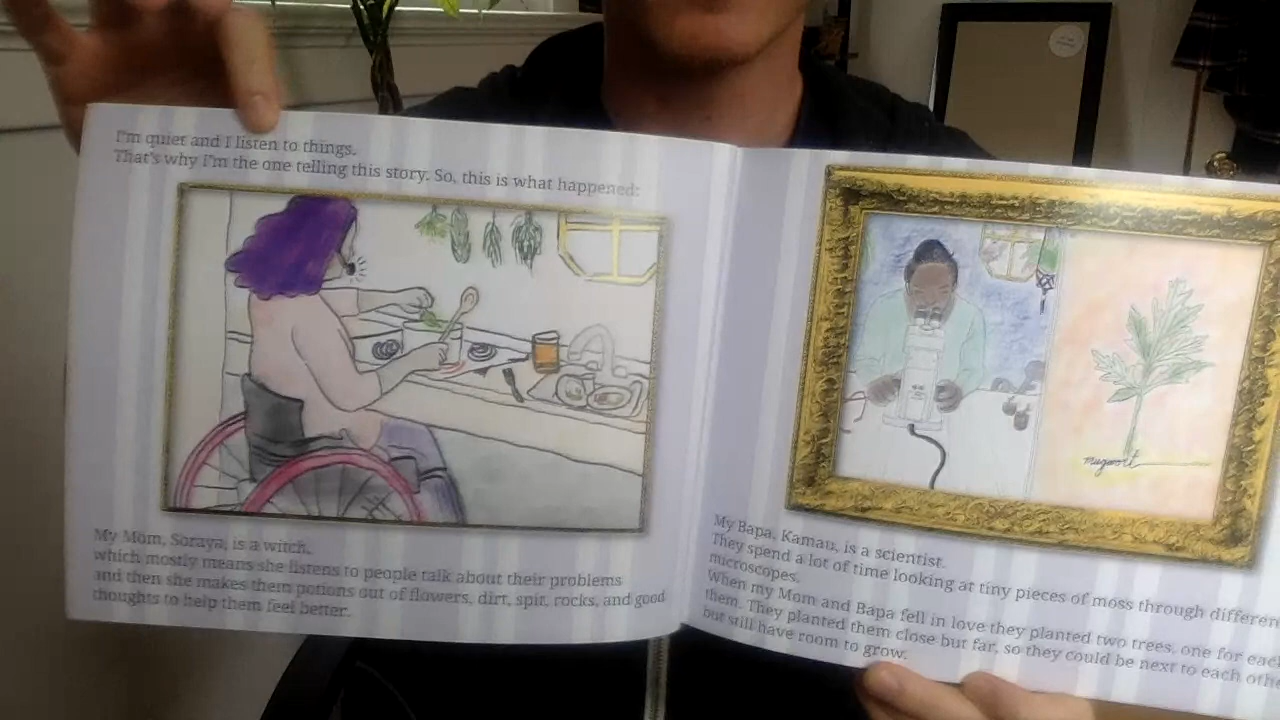 I'm quiet and I listen to things.
That's why I'm the one telling this story. So, this is what happened:
My Mom, Soraya, is a witch,
which mostly means she listens to people talk about their problems
and then she makes them potions out of flowers, dirt, spit, rocks, and good
thoughts to help them feel better.
mugwort
My Bapa, Kamau, is a scientist.
They spend a lot of time looking at tiny pieces of moss through differen
microscopes.
When my Mom and Bapa fell in love they planted two trees, one for eac
them. They planted them close but far, so they could be next to each othe
but still have room to grow.